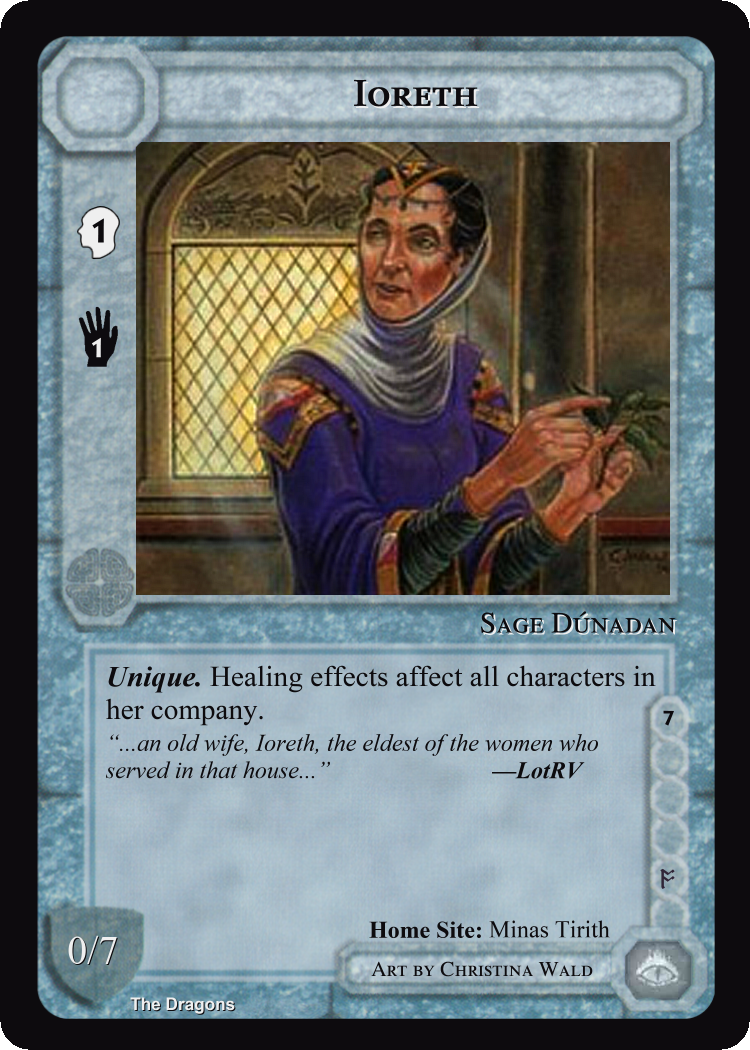 IORETH
1
1
SAGE DÚNADAN
Unique. Healing effects affect all characters in
her company.
“...an old wife, Ioreth, the eldest of the women who
served in that house...” —LotRV
7
ᚩ
Home Site: Minas Tirith
0/7
ART BY CHRISTINA WALD
The Dragons